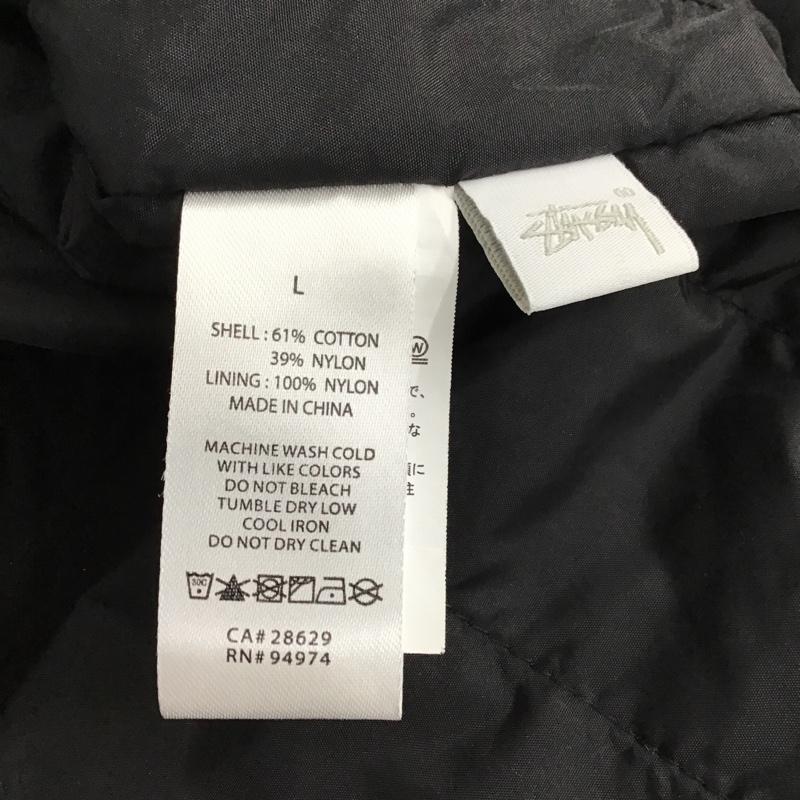 L
SHELL : 61% COTTON
39% NYLON
LINING : 100% NYLON
MADE IN CHINA
MACHINE WASH COLD
WITH LIKE COLORS
DO NOT BLEACH
TUMBLE DRY LOW
COOL IRON
DO NOT DRY CLEAN
30C
CA# 28629
RN# 94974
W
で、
。
な
に
STÜSSY